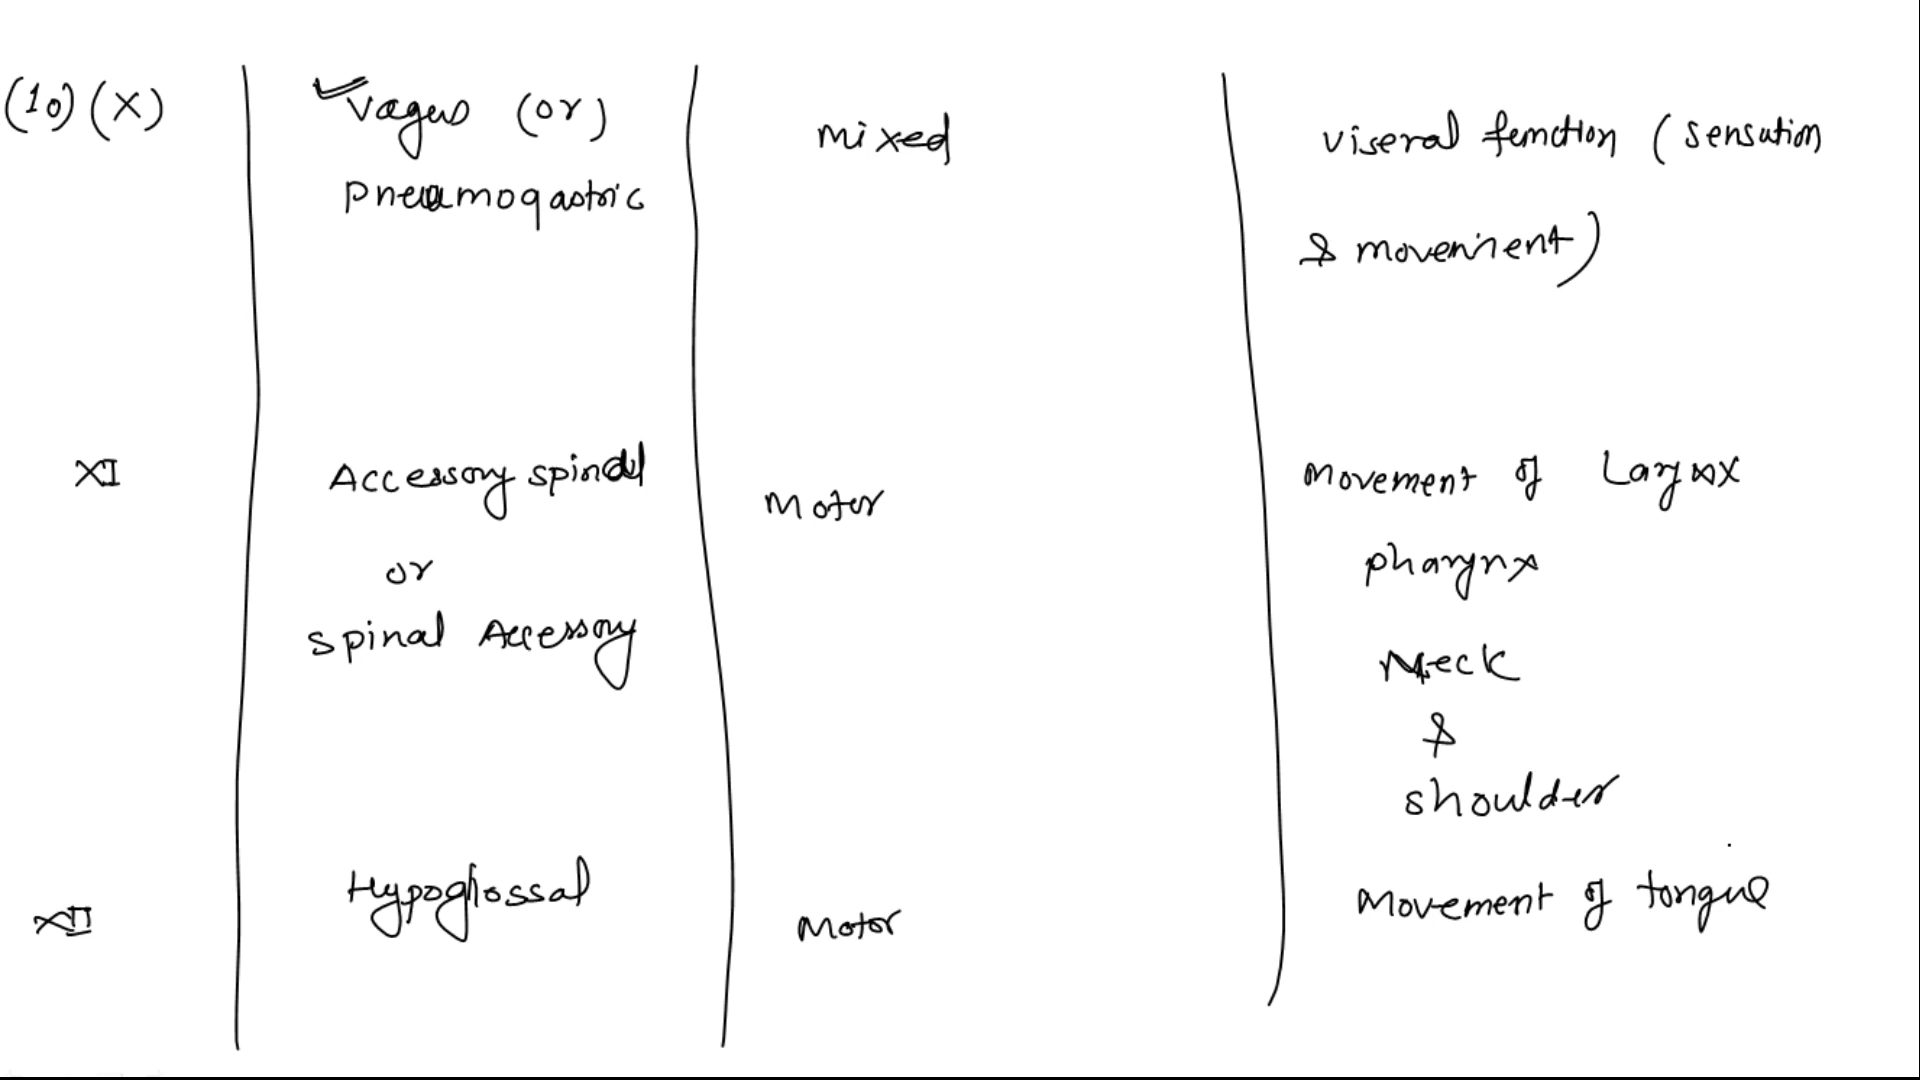 (10) (X) Vagus (or) mixed viseral function (sensation
Pneumogastric & movement)
XI Accessory spinal Motor Movement of Larynx
or pharynx
spinal Accessory Neck
&
shoulder
XII Hypoglossal Motor Movement of tongue